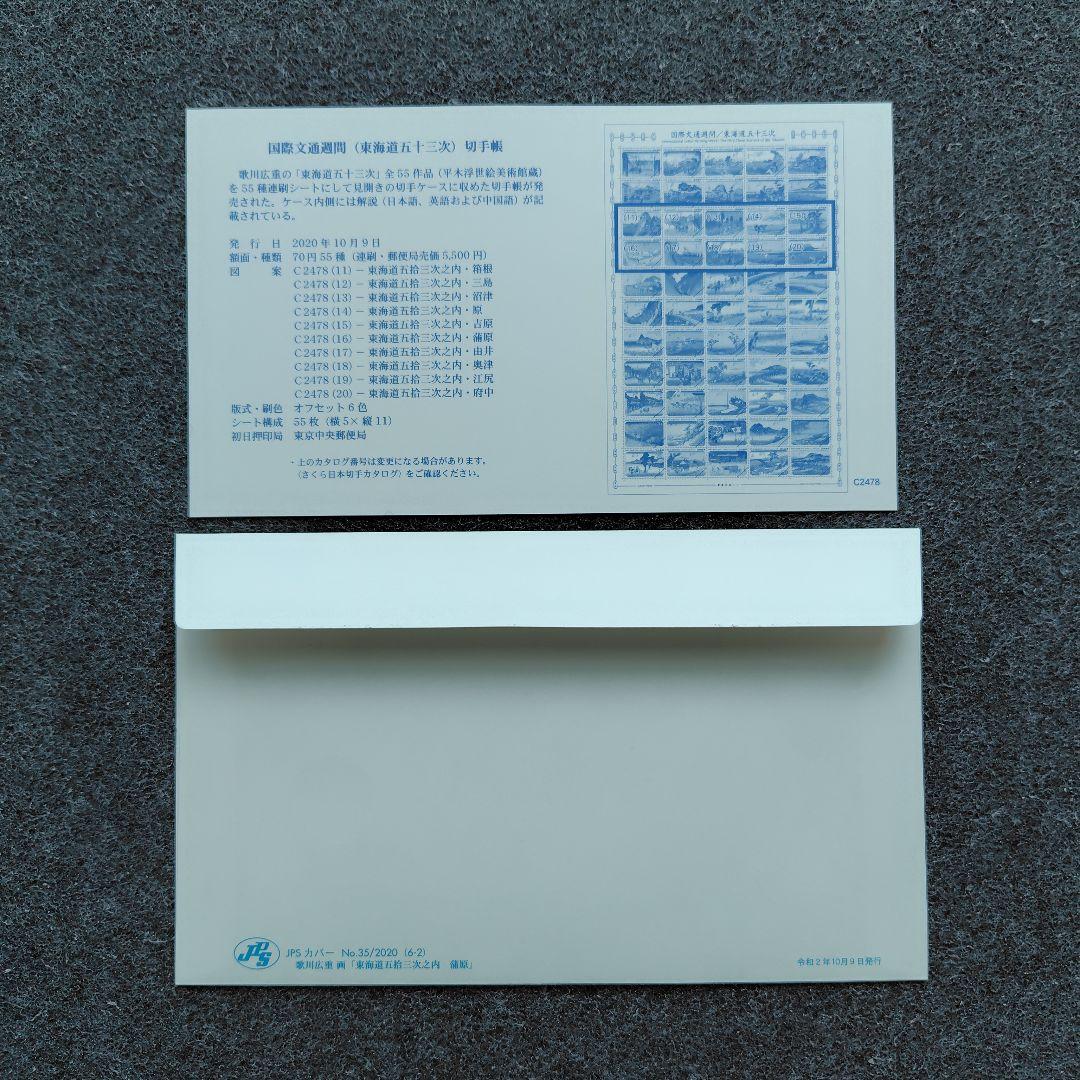 国際文通週間（東海道五十三次）切手帳
歌川広重の「東海道五十三次」全55作品（平木浮世絵美術館蔵）
を55種連刷シートにして見開きの切手ケースに収めた切手帳が発
売された。ケース内側には解説（日本語、英語および中国語）が記
載されている。
発行日 2020年10月9日
額面・種類 70円55種（連刷・郵便局売価5,500円）
図案 C2478(11)－東海道五拾三次之内・箱根
C2478(12)－東海道五拾三次之内・三島
C2478(13)－東海道五拾三次之内・沼津
C2478(14)－東海道五拾三次之内・原
C2478(15)－東海道五拾三次之内・吉原
C2478(16)－東海道五拾三次之内・蒲原
C2478(17)－東海道五拾三次之内・由井
C2478(18)－東海道五拾三次之内・奥津
C2478(19)－東海道五拾三次之内・江尻
C2478(20)－東海道五拾三次之内・府中
版式・刷色 オフセット6色
シート構成 55枚（横5×縦11）
初日押印局 東京中央郵便局
・上のカタログ番号は変更になる場合があります。
〈さくら日本切手カタログ〉をご確認ください。
国際文通週間／東海道五十三次
(11) (12) (13) (14) (15)
(16) (17) (18) (19) (20)
C2478
JPS
JPSカバー No.35/2020 (6-2)
歌川広重 画「東海道五拾三次之内 蒲原」
令和2年10月9日発行